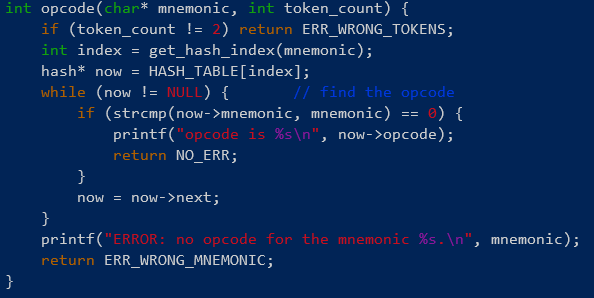 int opcode(char* mnemonic, int token_count) {
    if (token_count != 2) return ERR_WRONG_TOKENS;
    int index = get_hash_index(mnemonic);
    hash* now = HASH_TABLE[index];
    while (now != NULL) {       // find the opcode
        if (strcmp(now->mnemonic, mnemonic) == 0) {
            printf("opcode is %s\n", now->opcode);
            return NO_ERR;
        }
        now = now->next;
    }
    printf("ERROR: no opcode for the mnemonic %s.\n", mnemonic);
    return ERR_WRONG_MNEMONIC;
}